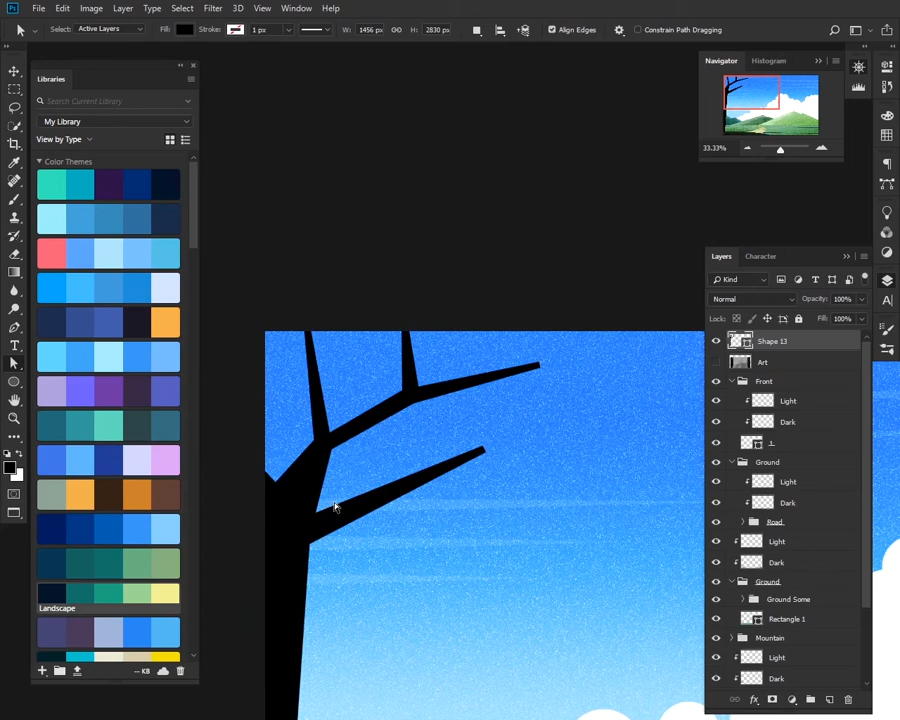 Ps File Edit Image Layer Type Select Filter 3D View Window Help
Select: Active Layers Fill: Stroke: 1 px W: 1456 px H: 2830 px Align Edges Constrain Path Dragging
Navigator Histogram
33.33%
Libraries
Search Current Library
My Library
View by Type
Color Themes
Landscape
-- KB
Layers Character
Kind
Normal Opacity: 100%
Lock: Fill: 100%
Shape 13
Art
Front
Light
Dark
Ground
Light
Dark
Road
Light
Dark
Ground
Ground Some
Rectangle 1
Mountain
Light
Dark